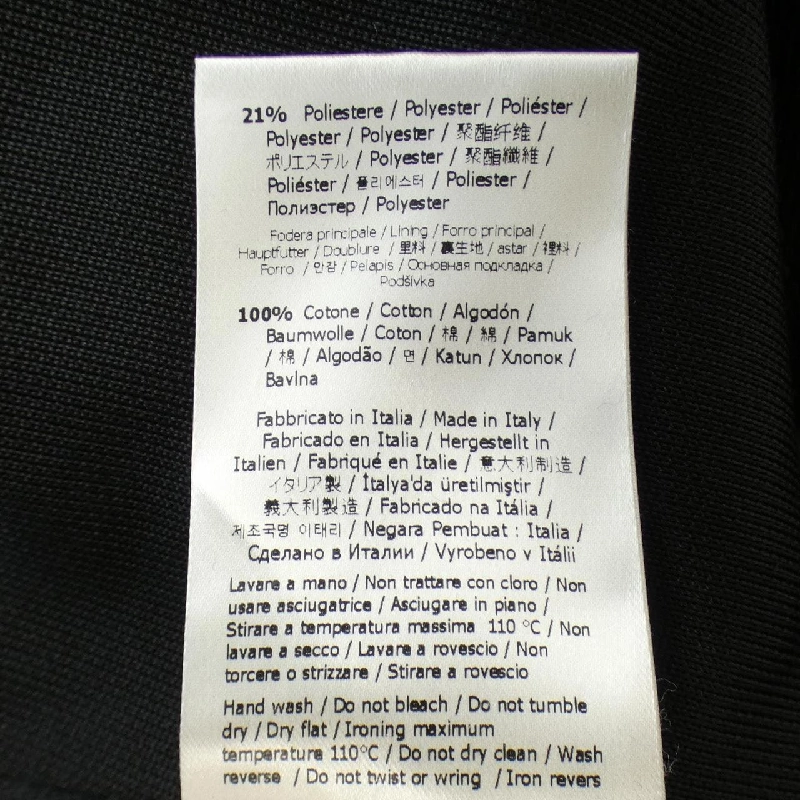 21% Poliestere / Polyester / Poliéster /
Polyester / Polyester / 聚酯纤维 /
ポリエステル / Polyester / 聚酯纖維 /
Poliéster / 폴리에스터 / Poliester /
Полиэстер / Polyester
Fodera principale / Lining / Forro principal /
Hauptfutter / Doublure / 里料 / 裏生地 / astar / 裡料 /
Forro / 안감 / Pelapis / Основная подкладка /
Podšívka
100% Cotone / Cotton / Algodón /
Baumwolle / Coton / 棉 / 綿 / Pamuk
/ 棉 / Algodão / 면 / Katun / Хлопок /
Bavlna
Fabbricato in Italia / Made in Italy /
Fabricado en Italia / Hergestellt in
Italien / Fabriqué en Italie / 意大利制造 /
イタリア製 / İtalya'da üretilmiştir /
義大利製造 / Fabricado na Itália /
제조국명 이태리 / Negara Pembuat : Italia /
Сделано в Италии / Vyrobeno v Itálii
Lavare a mano / Non trattare con cloro / Non
usare asciugatrice / Asciugare in piano /
Stirare a temperatura massima 110 °C / Non
lavare a secco / Lavare a rovescio / Non
torcere o strizzare / Stirare a rovescio
Hand wash / Do not bleach / Do not tumble
dry / Dry flat / Ironing maximum
temperature 110°C / Do not dry clean / Wash
reverse / Do not twist or wring / Iron revers